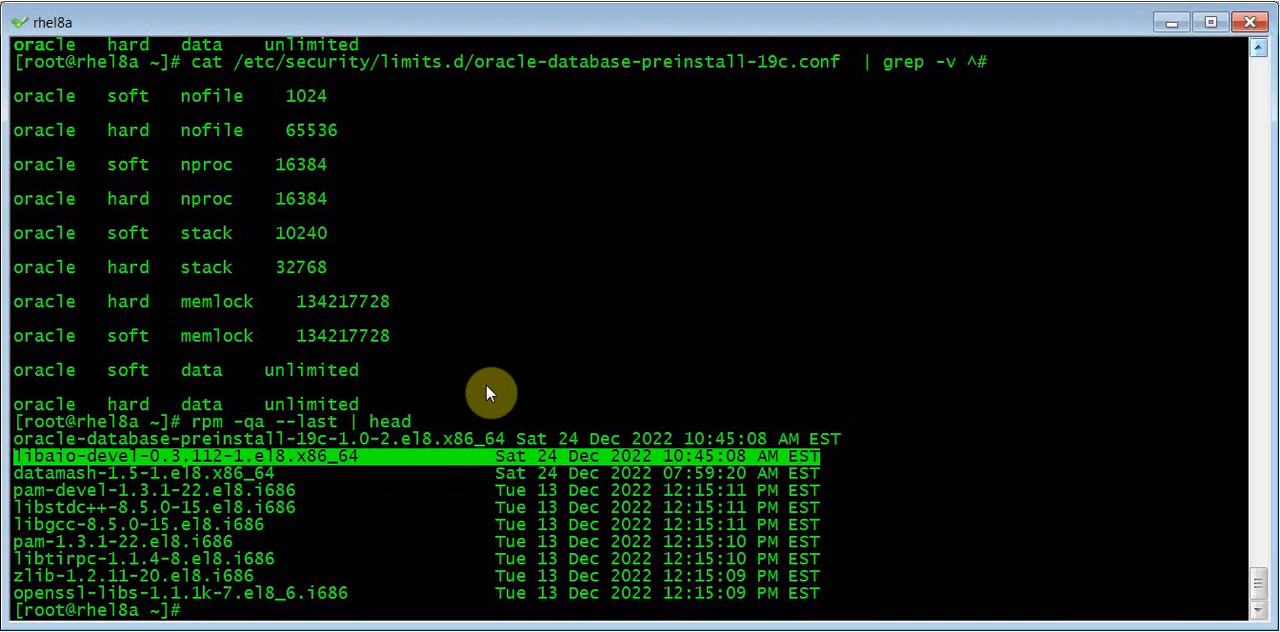 rhel8a
oracle   hard   data    unlimited
[root@rhel8a ~]# cat /etc/security/limits.d/oracle-database-preinstall-19c.conf  | grep -v ^#
oracle   soft   nofile    1024
oracle   hard   nofile    65536
oracle   soft   nproc    16384
oracle   hard   nproc    16384
oracle   soft   stack    10240
oracle   hard   stack    32768
oracle   hard   memlock    134217728
oracle   soft   memlock    134217728
oracle   soft   data    unlimited
oracle   hard   data    unlimited
[root@rhel8a ~]# rpm -qa --last | head
oracle-database-preinstall-19c-1.0-2.el8.x86_64 Sat 24 Dec 2022 10:45:08 AM EST
libaio-devel-0.3.112-1.el8.x86_64             Sat 24 Dec 2022 10:45:08 AM EST
datamash-1.5-1.el8.x86_64                     Sat 24 Dec 2022 07:59:20 AM EST
pam-devel-1.3.1-22.el8.i686                   Tue 13 Dec 2022 12:15:11 PM EST
libstdc++-8.5.0-15.el8.i686                   Tue 13 Dec 2022 12:15:11 PM EST
libgcc-8.5.0-15.el8.i686                      Tue 13 Dec 2022 12:15:11 PM EST
pam-1.3.1-22.el8.i686                         Tue 13 Dec 2022 12:15:10 PM EST
libtirpc-1.1.4-8.el8.i686                     Tue 13 Dec 2022 12:15:10 PM EST
zlib-1.2.11-20.el8.i686                       Tue 13 Dec 2022 12:15:09 PM EST
openssl-libs-1.1.1k-7.el8_6.i686              Tue 13 Dec 2022 12:15:09 PM EST
[root@rhel8a ~]#